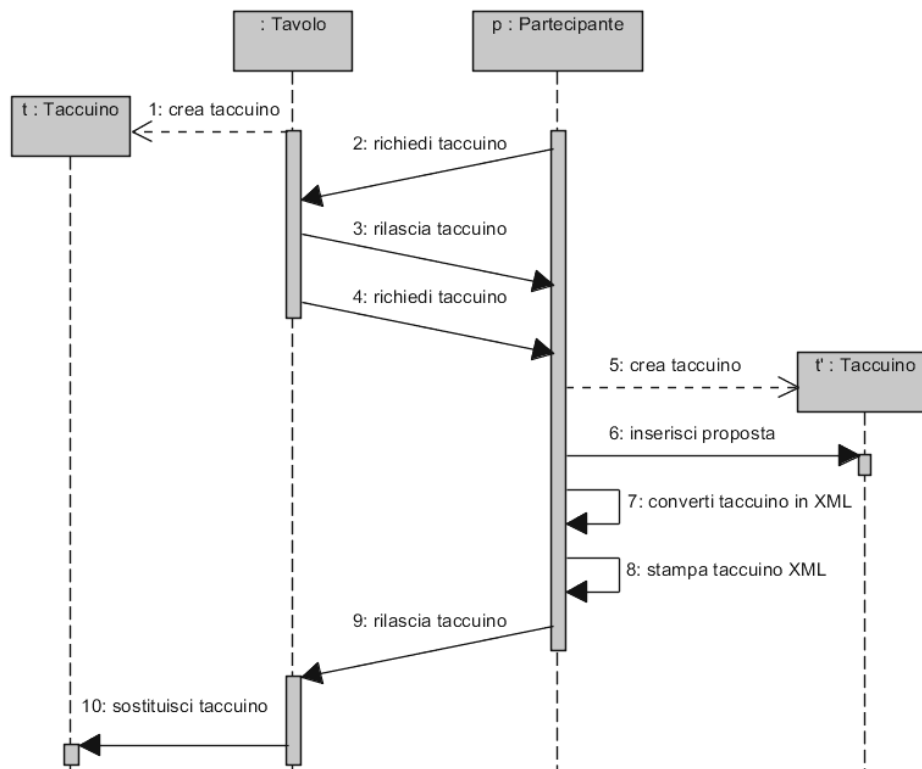 : Tavolo
p : Partecipante
t : Taccuino
1: crea taccuino
2: richiedi taccuino
3: rilascia taccuino
4: richiedi taccuino
5: crea taccuino
t' : Taccuino
6: inserisci proposta
7: converti taccuino in XML
8: stampa taccuino XML
9: rilascia taccuino
10: sostituisci taccuino